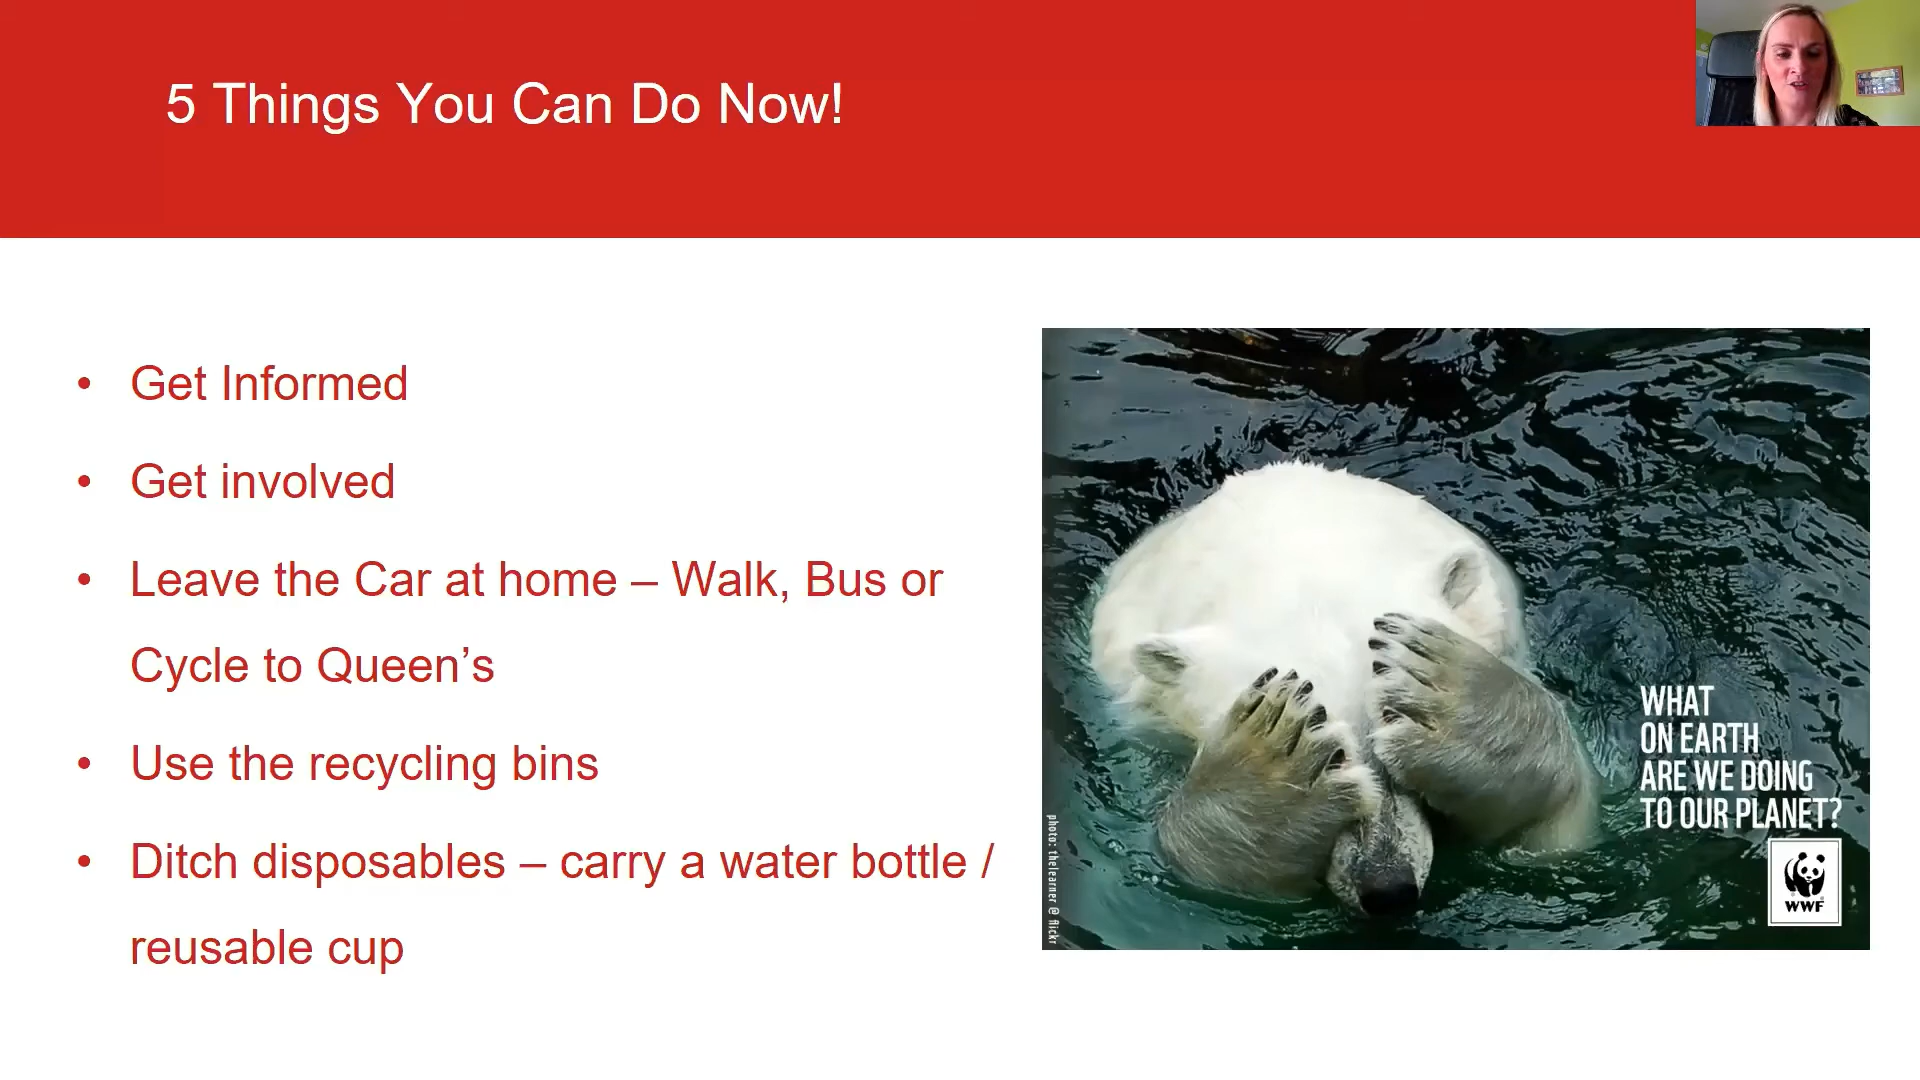 5 Things You Can Do Now!
• Get Informed
• Get involved
• Leave the Car at home – Walk, Bus or
Cycle to Queen’s
• Use the recycling bins
• Ditch disposables – carry a water bottle /
reusable cup
WHAT
ON EARTH
ARE WE DOING
TO OUR PLANET?
WWF
photo: thelearner @ flickr